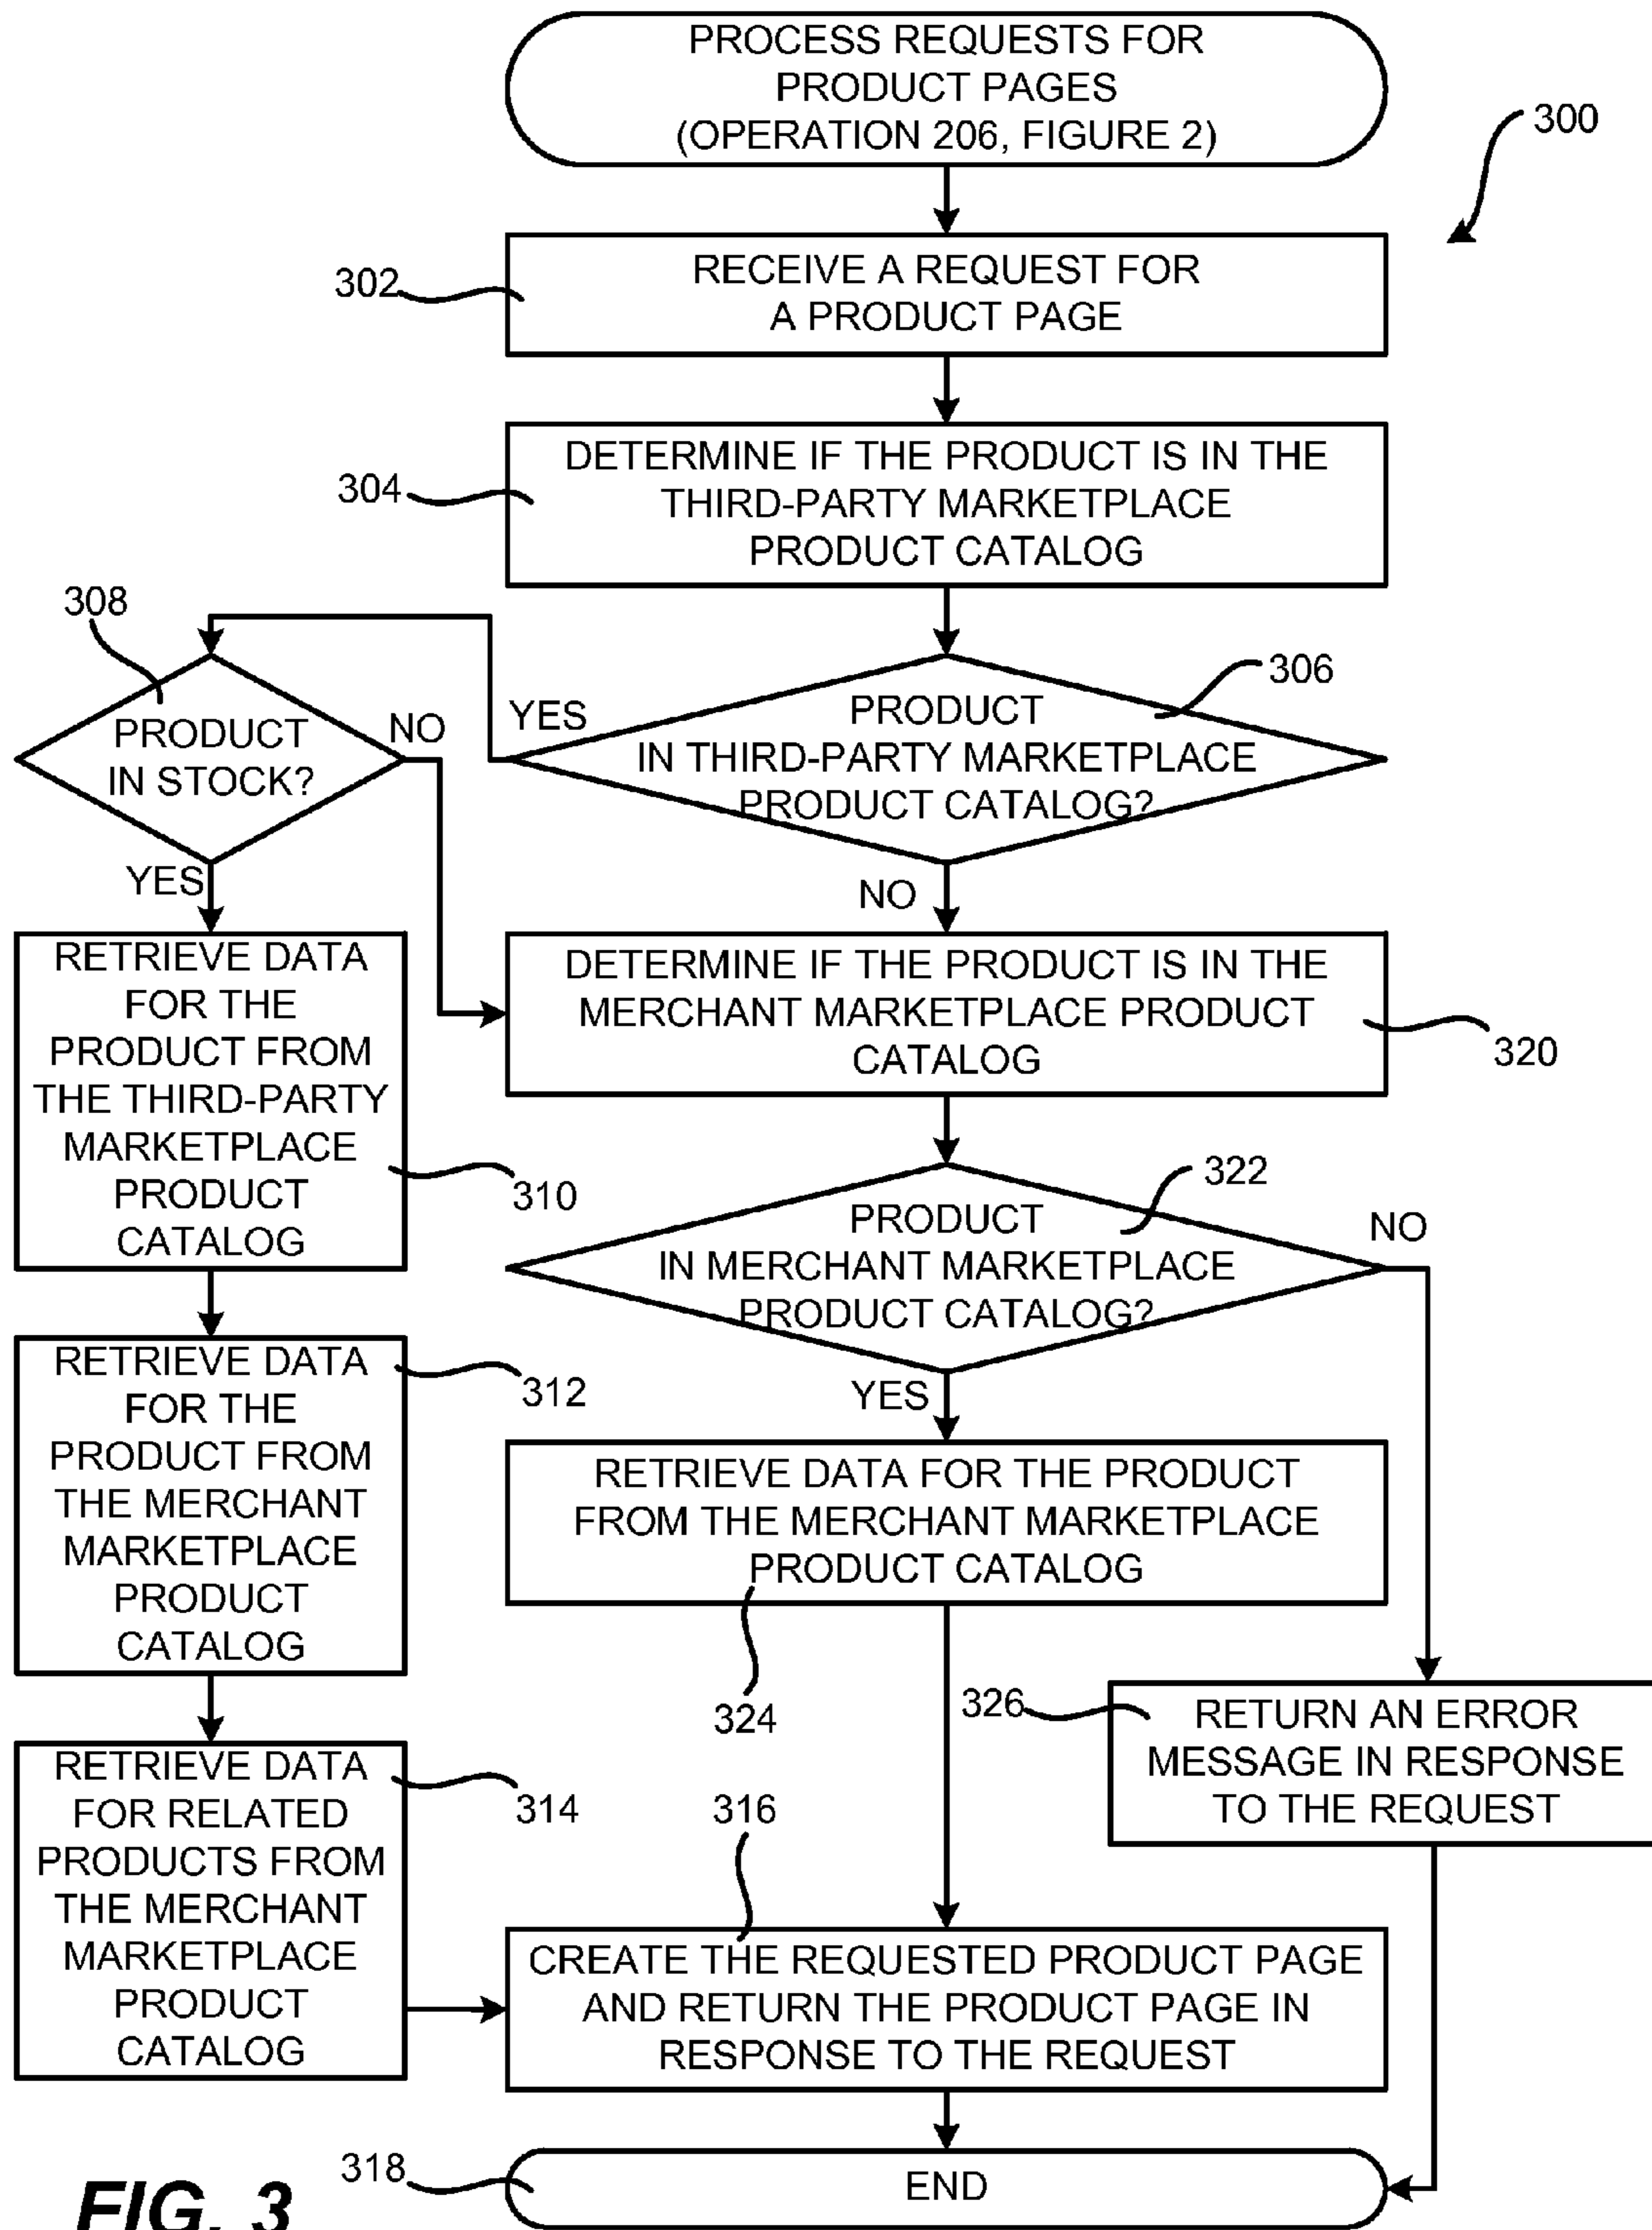 PROCESS REQUESTS FOR
PRODUCT PAGES
(OPERATION 206, FIGURE 2)
300
302
RECEIVE A REQUEST FOR
A PRODUCT PAGE
304
DETERMINE IF THE PRODUCT IS IN THE
THIRD-PARTY MARKETPLACE
PRODUCT CATALOG
308
PRODUCT
IN STOCK?
NO
YES
306
PRODUCT
IN THIRD-PARTY MARKETPLACE
PRODUCT CATALOG?
YES
NO
RETRIEVE DATA
FOR THE
PRODUCT FROM
THE THIRD-PARTY
MARKETPLACE
PRODUCT
CATALOG
310
DETERMINE IF THE PRODUCT IS IN THE
MERCHANT MARKETPLACE PRODUCT
CATALOG
320
322
PRODUCT
IN MERCHANT MARKETPLACE
PRODUCT CATALOG?
NO
YES
RETRIEVE DATA
FOR THE
PRODUCT FROM
THE MERCHANT
MARKETPLACE
PRODUCT
CATALOG
312
RETRIEVE DATA FOR THE PRODUCT
FROM THE MERCHANT MARKETPLACE
PRODUCT CATALOG
324
326
RETURN AN ERROR
MESSAGE IN RESPONSE
TO THE REQUEST
RETRIEVE DATA
FOR RELATED
PRODUCTS FROM
THE MERCHANT
MARKETPLACE
PRODUCT
CATALOG
314
316
CREATE THE REQUESTED PRODUCT PAGE
AND RETURN THE PRODUCT PAGE IN
RESPONSE TO THE REQUEST
318
END
FIG. 3